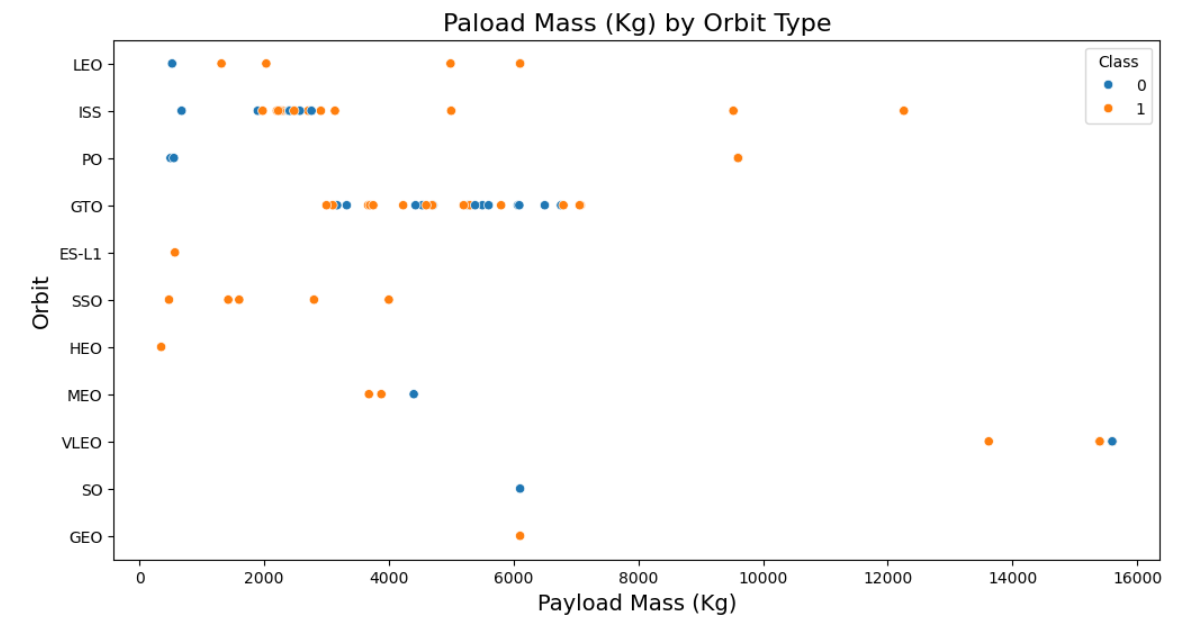 Paload Mass (Kg) by Orbit Type
Class
0
1
Orbit
LEO
ISS
PO
GTO
ES-L1
SSO
HEO
MEO
VLEO
SO
GEO
0 2000 4000 6000 8000 10000 12000 14000 16000
Payload Mass (Kg)